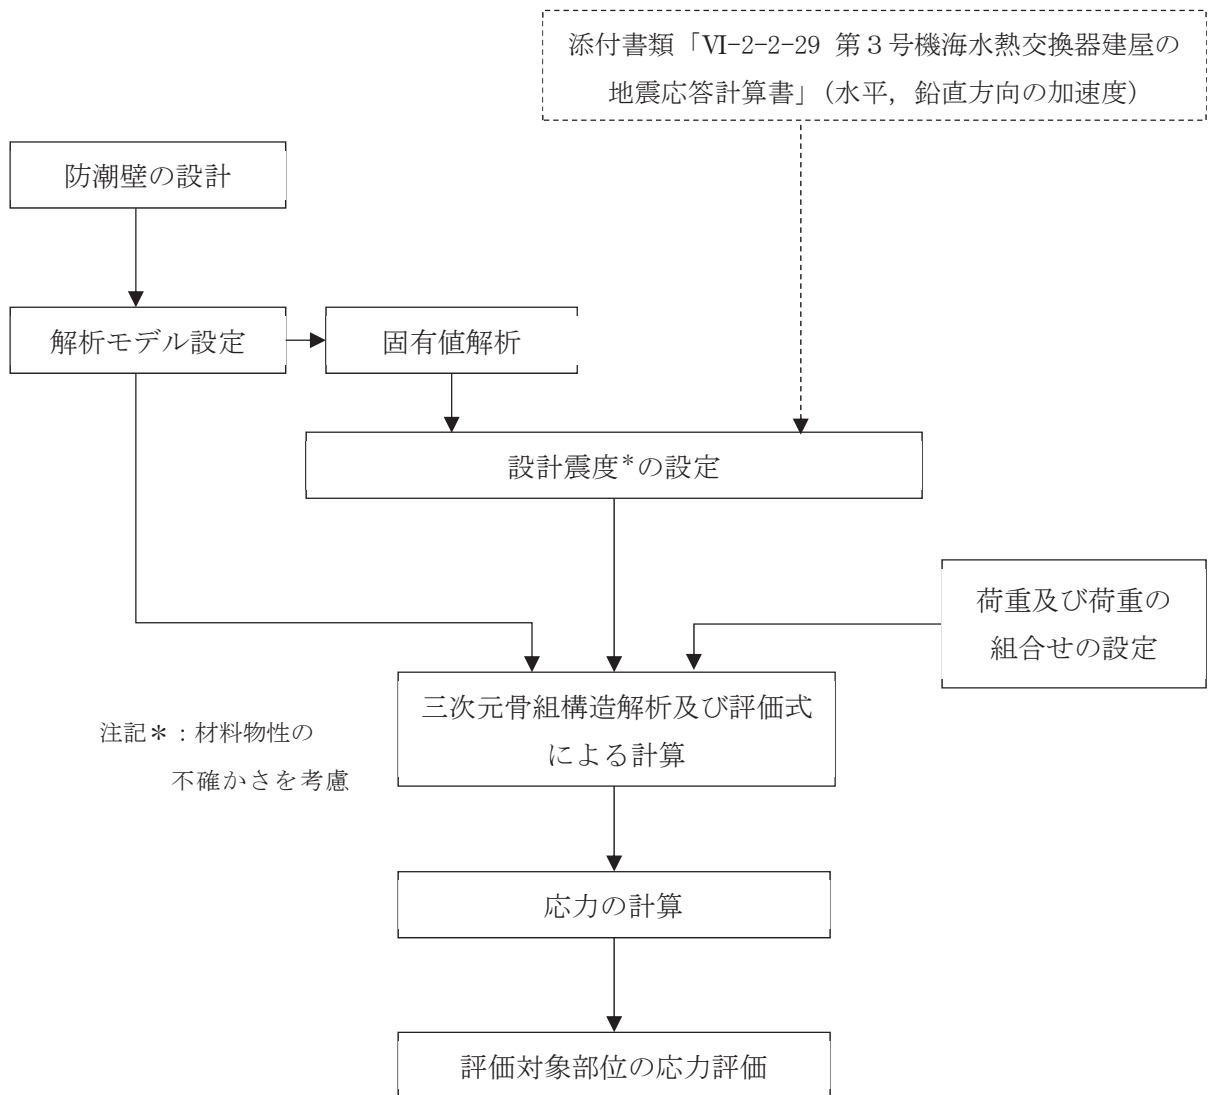 添付書類「Ⅵ-2-2-29 第3号機海水熱交換器建屋の
地震応答計算書」(水平，鉛直方向の加速度)
防潮壁の設計
解析モデル設定
固有値解析
設計震度*の設定
荷重及び荷重の
組合せの設定
三次元骨組構造解析及び評価式
による計算
注記＊：材料物性の
不確かさを考慮
応力の計算
評価対象部位の応力評価